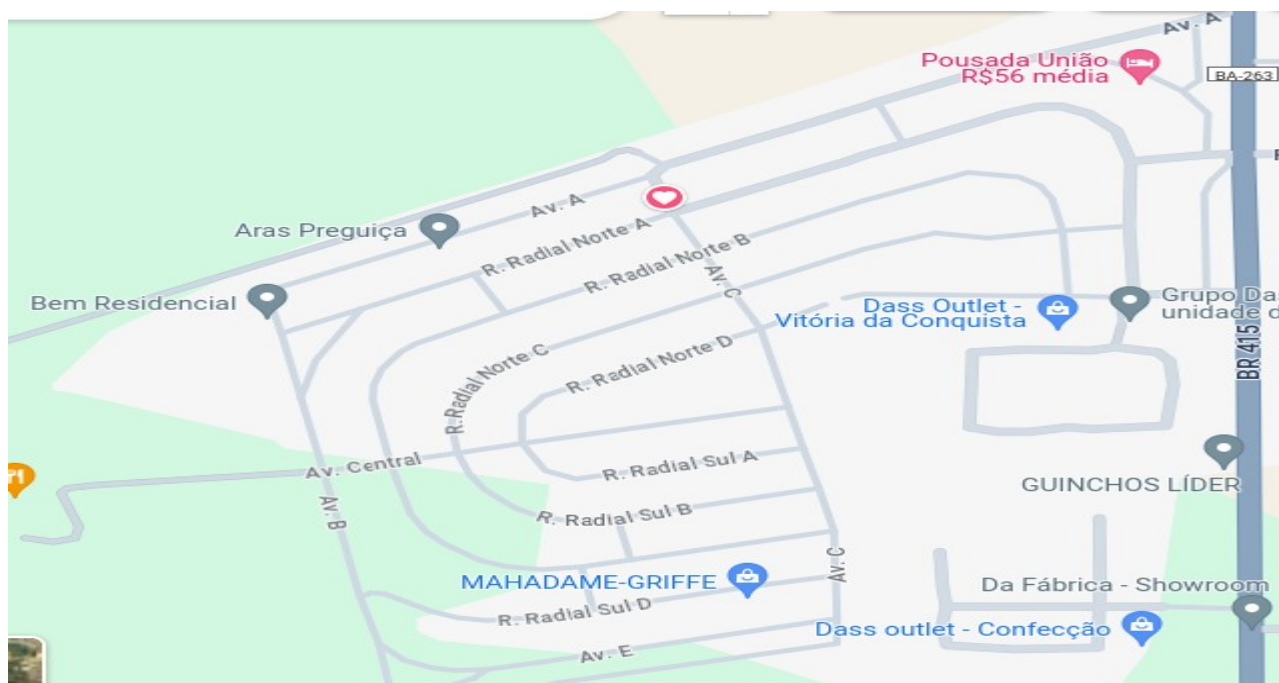 Av. A
Pousada União
R$56 média
BA-263
Av. A
Aras Preguiça
R. Radial Norte A
R. Radial Norte B
Av. C
Bem Residencial
Dass Outlet -
Vitória da Conquista
Grupo Da
unidade d
BR 415
R. Radial Norte C
R. Radial Norte D
Av. Central
R. Radial Sul A
GUINCHOS LÍDER
Av. B
R. Radial Sul B
Av. C
MAHADAME-GRIFFE
Da Fábrica - Showroom
R. Radial Sul D
Dass outlet - Confecção
Av. E